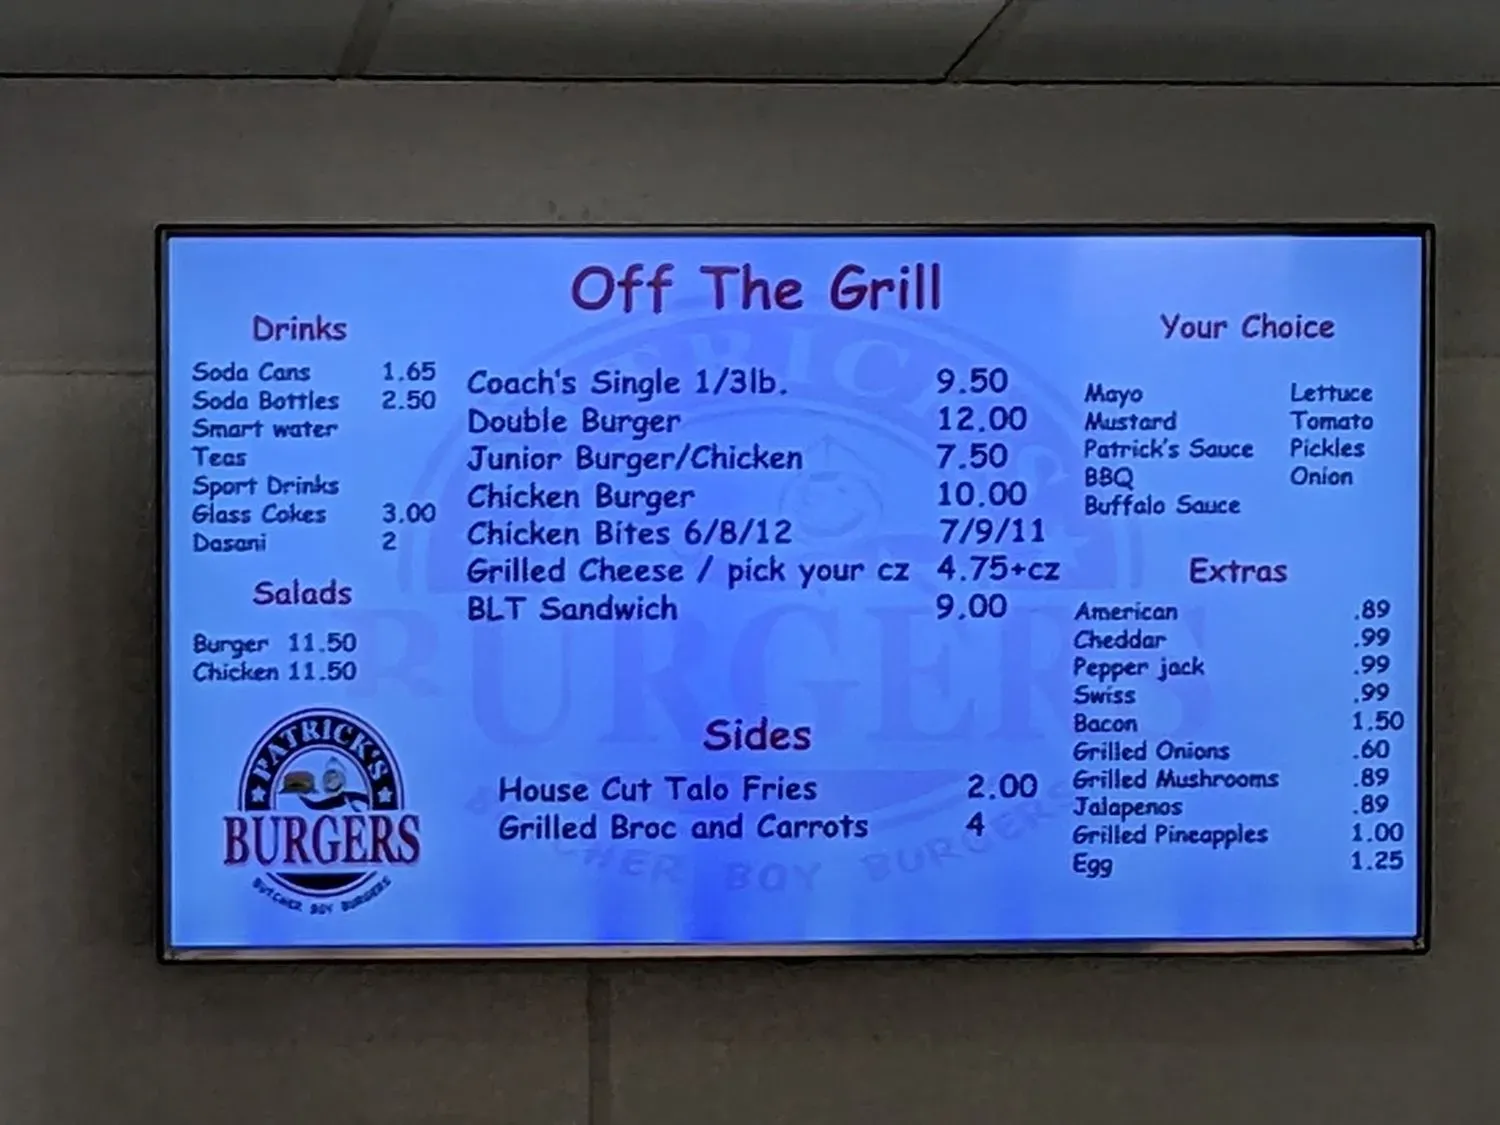 Off The Grill
Drinks
Soda Cans 1.65
Soda Bottles 2.50
Smart water
Teas
Sport Drinks
Glass Cokes 3.00
Dasani 2
Salads
Burger 11.50
Chicken 11.50
PATRICK'S
BURGERS
BUTCHER BOY BURGERS
Coach's Single 1/3lb. 9.50
Double Burger 12.00
Junior Burger/Chicken 7.50
Chicken Burger 10.00
Chicken Bites 6/8/12 7/9/11
Grilled Cheese / pick your cz 4.75+cz
BLT Sandwich 9.00
Sides
House Cut Talo Fries 2.00
Grilled Broc and Carrots 4
Your Choice
Mayo Lettuce
Mustard Tomato
Patrick's Sauce Pickles
BBQ Onion
Buffalo Sauce
Extras
American .89
Cheddar .99
Pepper jack .99
Swiss .99
Bacon 1.50
Grilled Onions .60
Grilled Mushrooms .89
Jalapenos .89
Grilled Pineapples 1.00
Egg 1.25